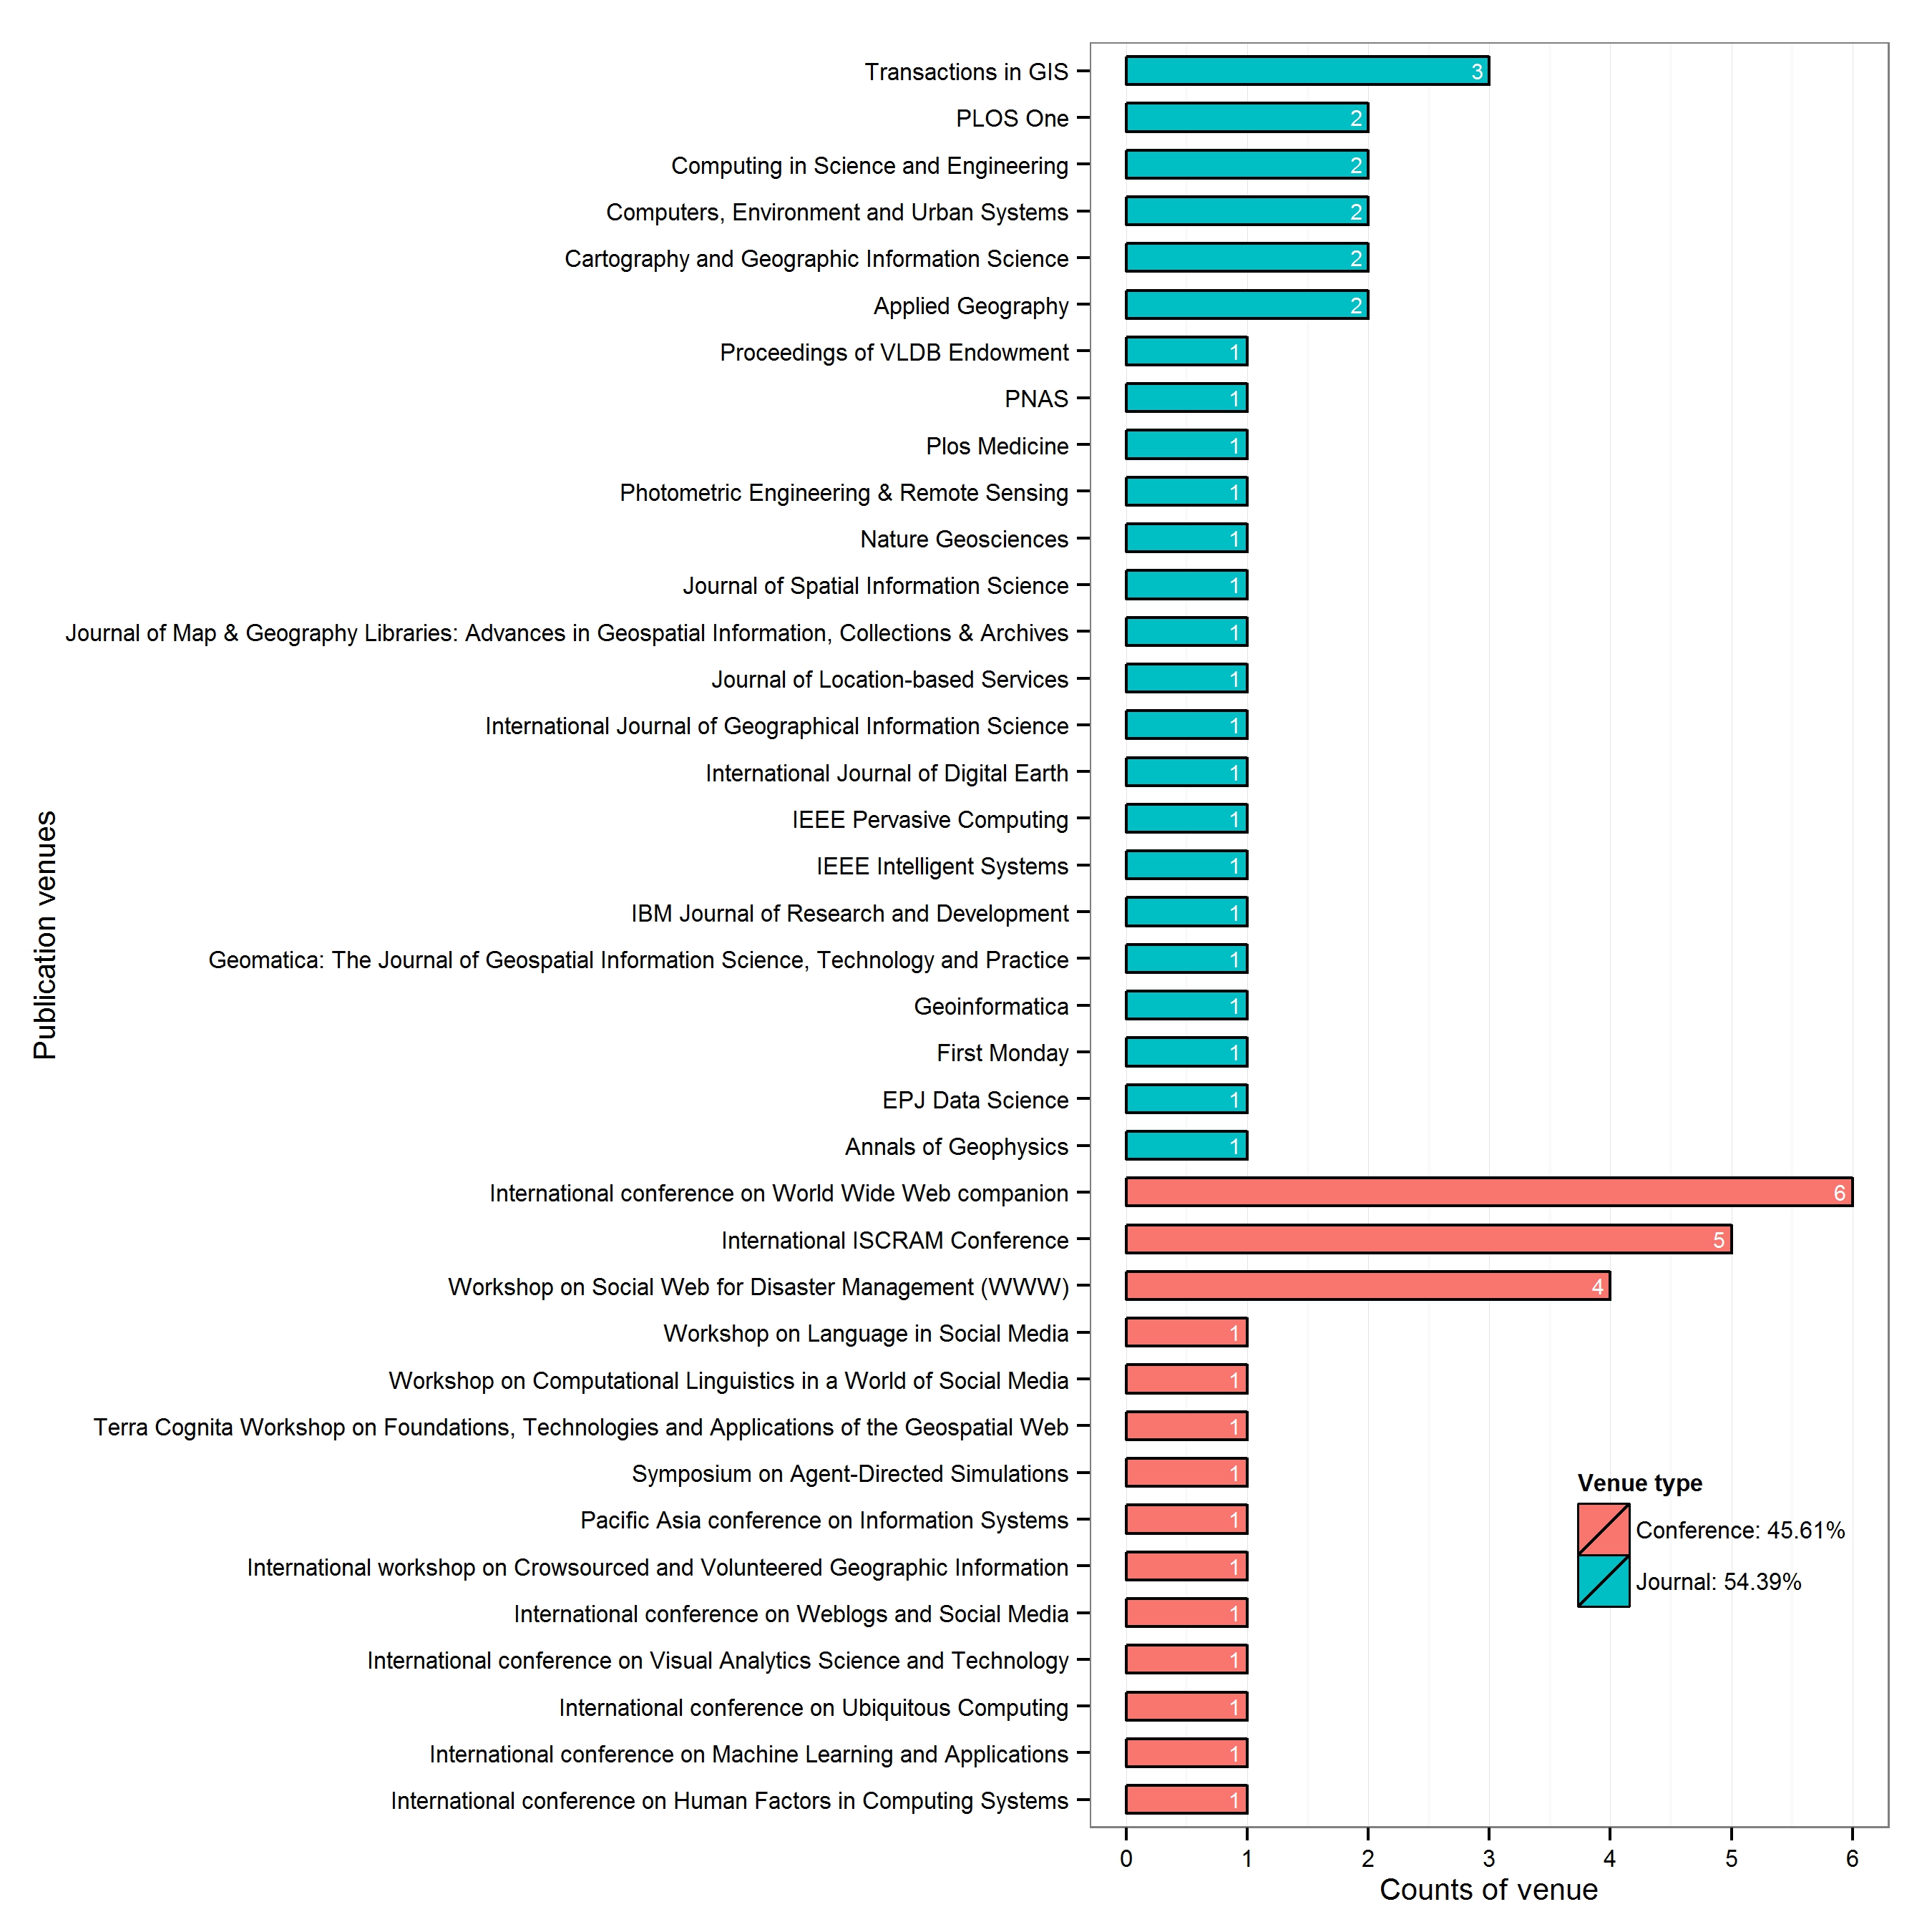 Transactions in GIS 3
PLOS One 2
Computing in Science and Engineering 2
Computers, Environment and Urban Systems 2
Cartography and Geographic Information Science 2
Applied Geography 2
Proceedings of VLDB Endowment 1
PNAS 1
Plos Medicine 1
Photometric Engineering & Remote Sensing 1
Nature Geosciences 1
Journal of Spatial Information Science 1
Journal of Map & Geography Libraries: Advances in Geospatial Information, Collections & Archives 1
Journal of Location-based Services 1
International Journal of Geographical Information Science 1
International Journal of Digital Earth 1
IEEE Pervasive Computing 1
IEEE Intelligent Systems 1
IBM Journal of Research and Development 1
Geomatica: The Journal of Geospatial Information Science, Technology and Practice 1
Geoinformatica 1
First Monday 1
EPJ Data Science 1
Annals of Geophysics 1
International conference on World Wide Web companion 6
International ISCRAM Conference 5
Workshop on Social Web for Disaster Management (WWW) 4
Workshop on Language in Social Media 1
Workshop on Computational Linguistics in a World of Social Media 1
Terra Cognita Workshop on Foundations, Technologies and Applications of the Geospatial Web 1
Symposium on Agent-Directed Simulations 1
Pacific Asia conference on Information Systems 1
International workshop on Crowsourced and Volunteered Geographic Information 1
International conference on Weblogs and Social Media 1
International conference on Visual Analytics Science and Technology 1
International conference on Ubiquitous Computing 1
International conference on Machine Learning and Applications 1
International conference on Human Factors in Computing Systems 1
Publication venues
Venue type
Conference: 45.61%
Journal: 54.39%
0 1 2 3 4 5 6
Counts of venue